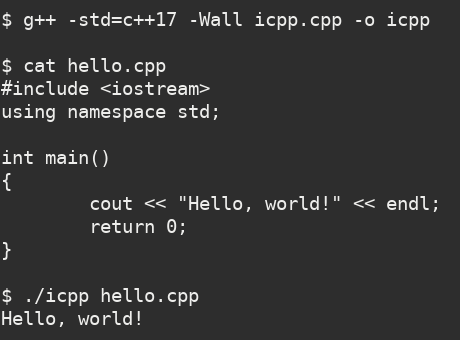 $ g++ -std=c++17 -Wall icpp.cpp -o icpp
$ cat hello.cpp
#include <iostream>
using namespace std;
int main()
{
cout << "Hello, world!" << endl;
return 0;
}
$ ./icpp hello.cpp
Hello, world!